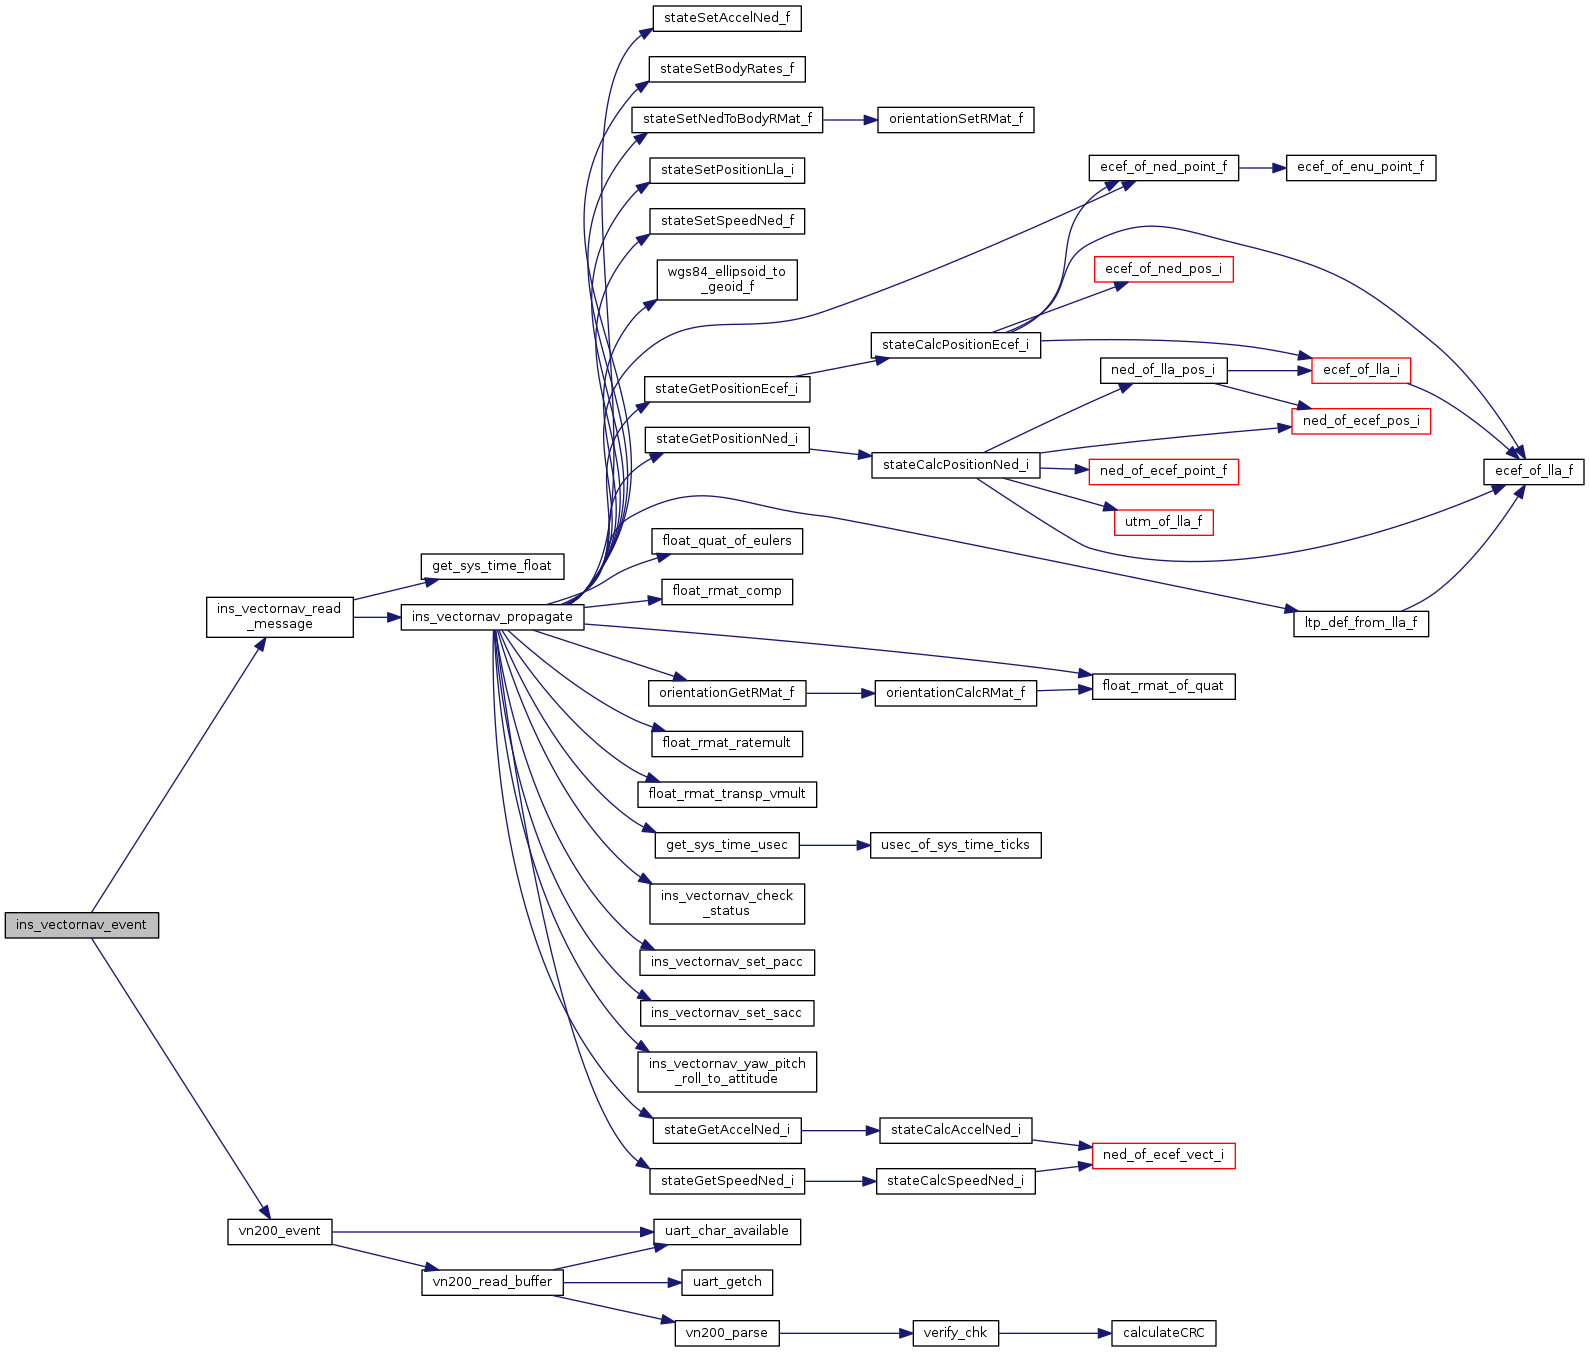 stateSetAccelNed_f
stateSetBodyRates_f
stateSetNedToBodyRMat_f
orientationSetRMat_f
stateSetPositionLla_i
ecef_of_ned_point_f
ecef_of_enu_point_f
stateSetSpeedNed_f
wgs84_ellipsoid_to
_geoid_f
ecef_of_ned_pos_i
stateCalcPositionEcef_i
stateGetPositionEcef_i
ned_of_lla_pos_i
ecef_of_lla_i
ned_of_ecef_pos_i
stateGetPositionNed_i
stateCalcPositionNed_i
ned_of_ecef_point_f
ecef_of_lla_f
utm_of_lla_f
float_quat_of_eulers
get_sys_time_float
float_rmat_comp
ins_vectornav_read
_message
ins_vectornav_propagate
ltp_def_from_lla_f
orientationGetRMat_f
orientationCalcRMat_f
float_rmat_of_quat
float_rmat_ratemult
float_rmat_transp_vmult
get_sys_time_usec
usec_of_sys_time_ticks
ins_vectornav_check
_status
ins_vectornav_event
ins_vectornav_set_pacc
ins_vectornav_set_sacc
ins_vectornav_yaw_pitch
_roll_to_attitude
stateGetAccelNed_i
stateCalcAccelNed_i
ned_of_ecef_vect_i
stateGetSpeedNed_i
stateCalcSpeedNed_i
vn200_event
uart_char_available
vn200_read_buffer
uart_getch
vn200_parse
verify_chk
calculateCRC